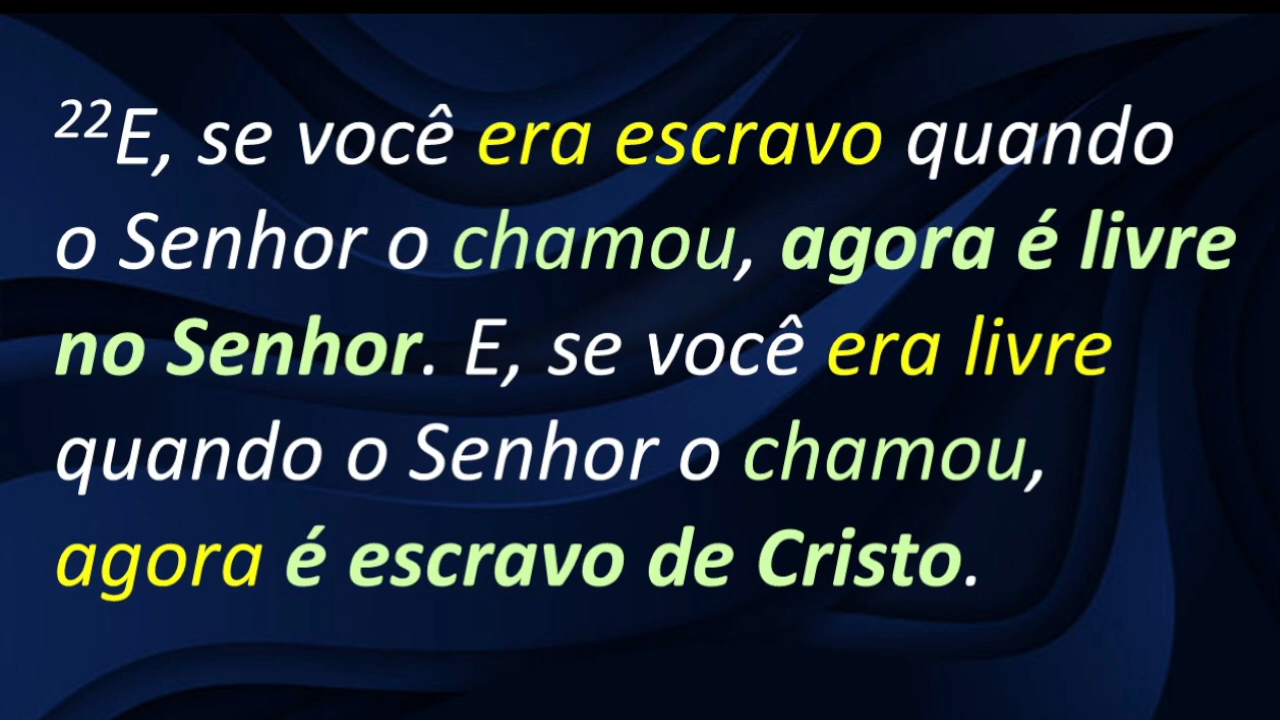 ²²E, se você era escravo quando
o Senhor o chamou, agora é livre
no Senhor. E, se você era livre
quando o Senhor o chamou,
agora é escravo de Cristo.